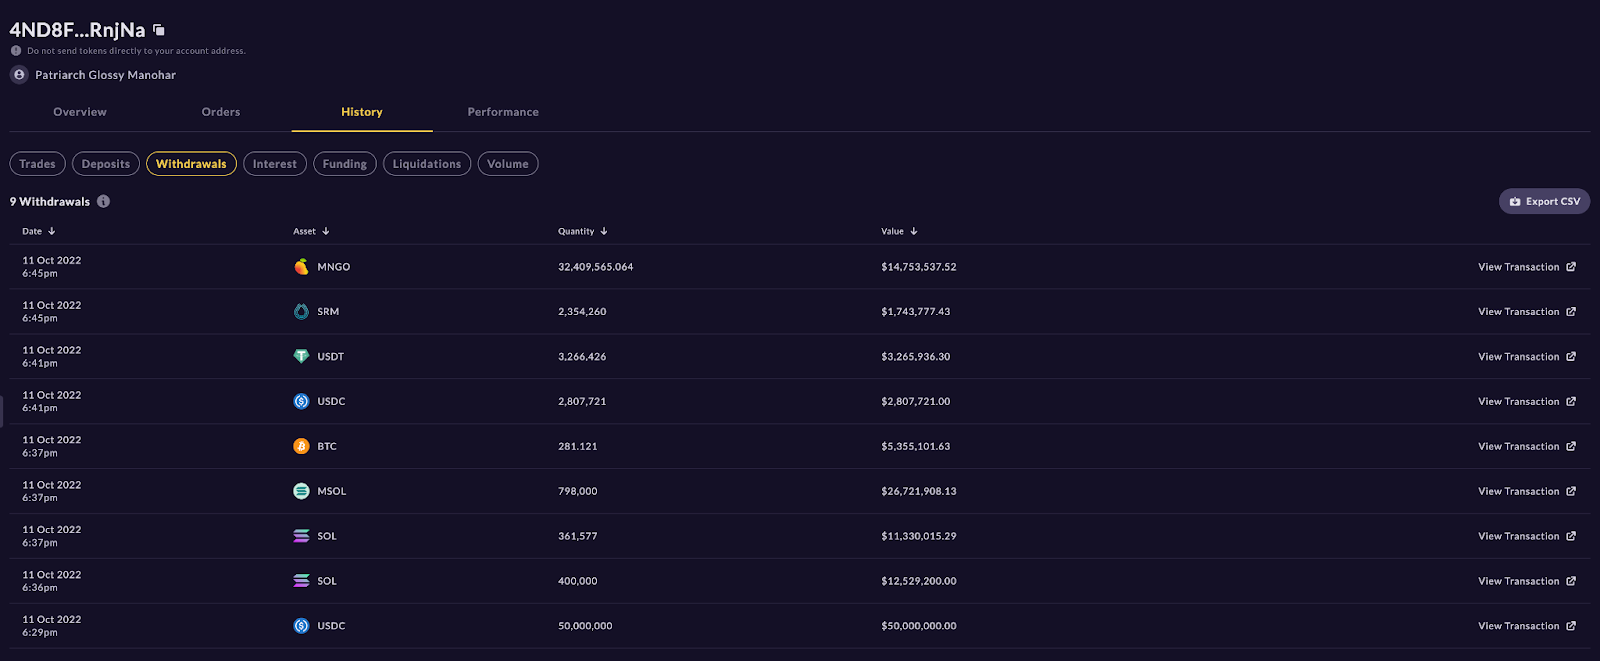 4ND8F...RnjNa
Do not send tokens directly to your account address.
Patriarch Glossy Manohar
Overview Orders History Performance
Trades Deposits Withdrawals Interest Funding Liquidations Volume
9 Withdrawals Export CSV
Date Asset Quantity Value
11 Oct 2022
6:45pm MNGO 32,409,565.064 $14,753,537.52 View Transaction
11 Oct 2022
6:45pm SRM 2,354,260 $1,743,777.43 View Transaction
11 Oct 2022
6:41pm USDT 3,266,426 $3,265,936.30 View Transaction
11 Oct 2022
6:41pm USDC 2,807,721 $2,807,721.00 View Transaction
11 Oct 2022
6:37pm BTC 281.121 $5,355,101.63 View Transaction
11 Oct 2022
6:37pm MSOL 798,000 $26,721,908.13 View Transaction
11 Oct 2022
6:37pm SOL 361,577 $11,330,015.29 View Transaction
11 Oct 2022
6:36pm SOL 400,000 $12,529,200.00 View Transaction
11 Oct 2022
6:29pm USDC 50,000,000 $50,000,000.00 View Transaction